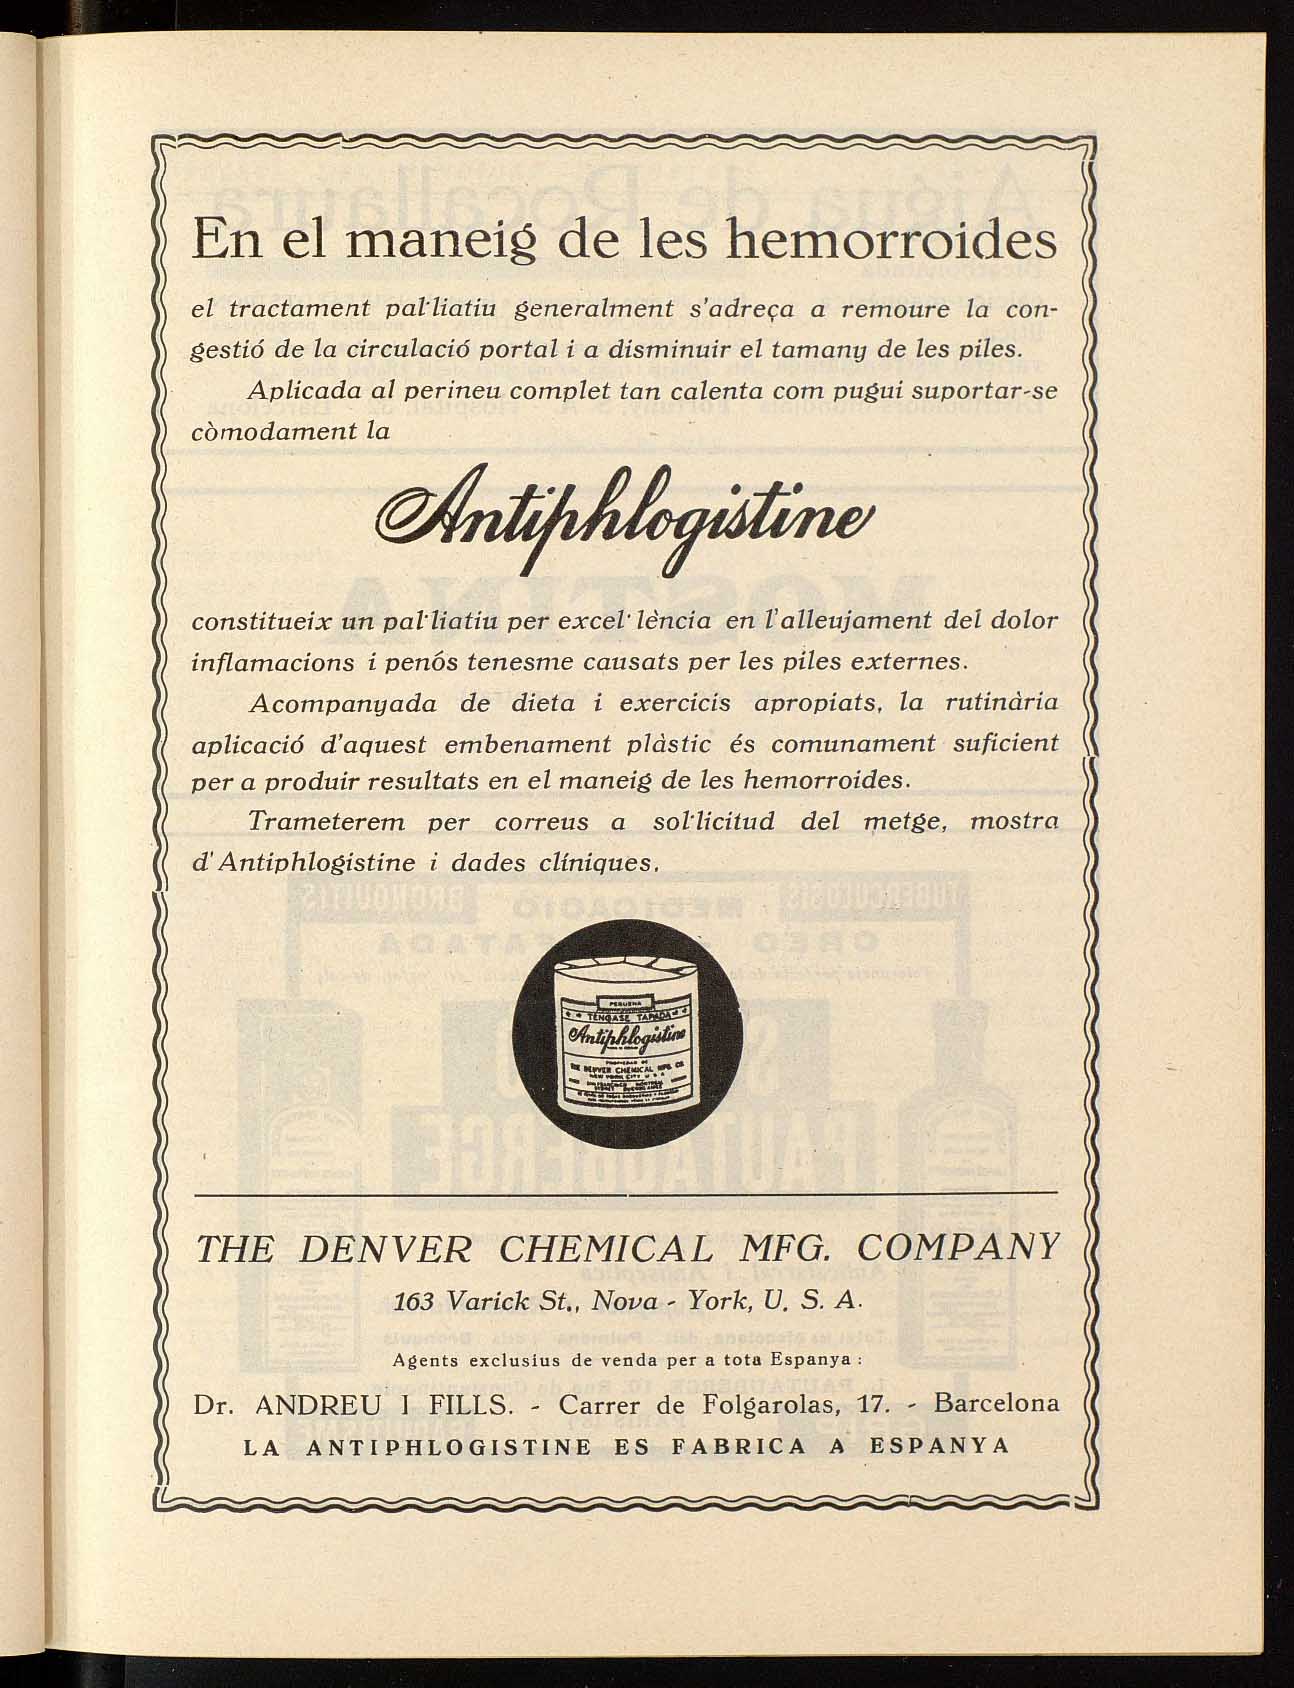 En el maneig de les hemorroides
el tractament pal·liatiu generalment s'adreça a remoure la con-
gestió de la circulació portal i a disminuir el tamany de les piles.
Aplicada al perineu complet tan calenta com pugui suportar-se
còmodament la
Antiphlogistine
constitueix un pal·liatiu per excel·lència en l'alleujament del dolor
inflamacions i penós tenesme causats per les piles externes.
Acompanyada de dieta i exercicis apropiats, la rutinària
aplicació d'aquest embenament plàstic és comunament suficient
per a produir resultats en el maneig de les hemorroides.
Trameterem per correus a sol·licitud del metge, mostra
d'Antiphlogistine i dades clíniques.
PEQUEÑA
TENGASE TAPADA
Antiphlogistine
PROPIEDAD DE
THE DENVER CHEMICAL MFG. CO.
NEW YORK CITY U S A
THE DENVER CHEMICAL MFG. COMPANY
163 Varick St., Nova - York, U. S. A.
Agents exclusius de venda per a tota Espanya :
Dr. ANDREU I FILLS. - Carrer de Folgarolas, 17. - Barcelona
LA ANTIPHLOGISTINE ES FABRICA A ESPANYA